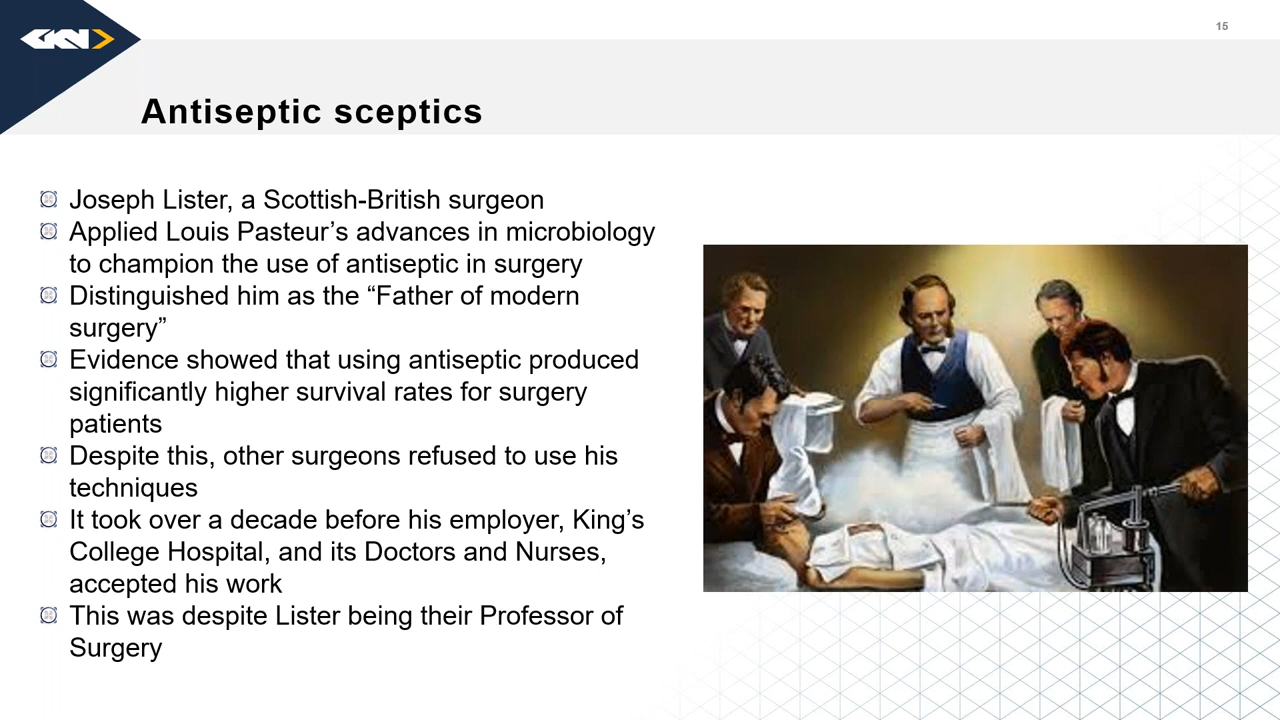 GKN
15
Antiseptic sceptics
Joseph Lister, a Scottish-British surgeon
Applied Louis Pasteur’s advances in microbiology
to champion the use of antiseptic in surgery
Distinguished him as the “Father of modern
surgery”
Evidence showed that using antiseptic produced
significantly higher survival rates for surgery
patients
Despite this, other surgeons refused to use his
techniques
It took over a decade before his employer, King’s
College Hospital, and its Doctors and Nurses,
accepted his work
This was despite Lister being their Professor of
Surgery